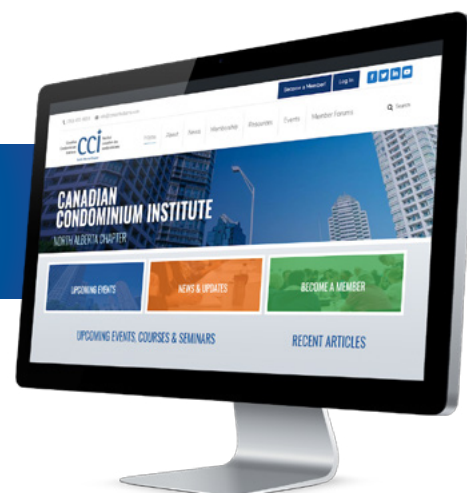 Become a Member!
Log In
CCI
Home
About
News
Membership
Resources
Events
Member Forums
Search
CANADIAN
CONDOMINIUM INSTITUTE
NORTH ALBERTA CHAPTER
UPCOMING EVENTS
NEWS & UPDATES
BECOME A MEMBER
UPCOMING EVENTS, COURSES & SEMINARS
RECENT ARTICLES